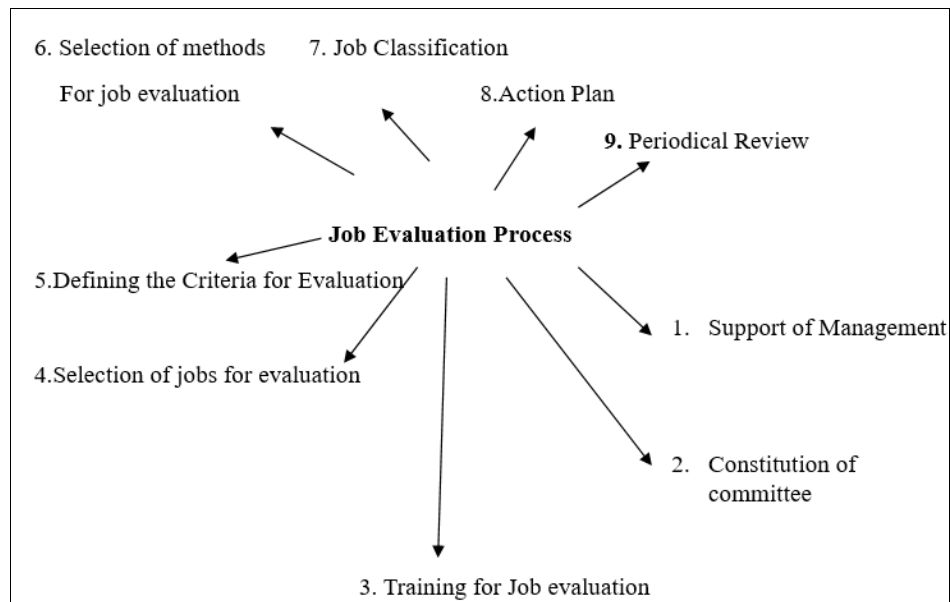 6. Selection of methods
7. Job Classification
For job evaluation
8.Action Plan
9. Periodical Review
Job Evaluation Process
5.Defining the Criteria for Evaluation
1. Support of Management
4.Selection of jobs for evaluation
2. Constitution of
committee
3. Training for Job evaluation